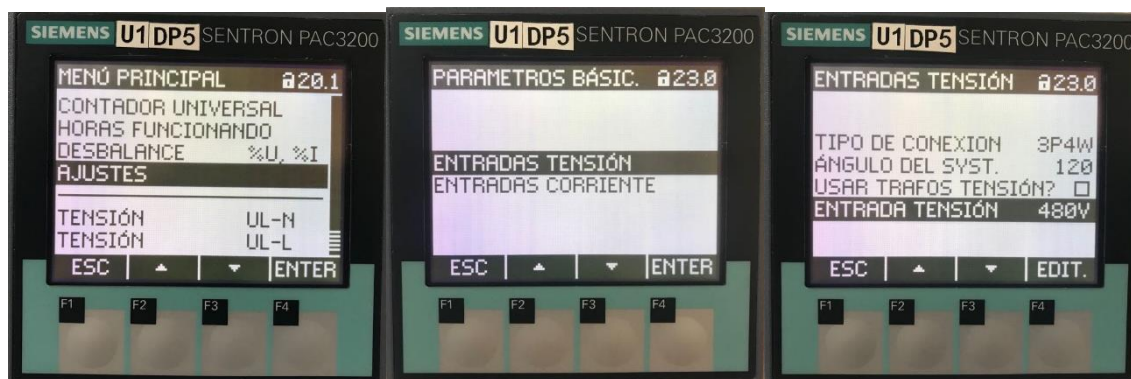 SIEMENS U1 DP5 SENTRON PAC3200
MENÚ PRINCIPAL 20.1
CONTADOR UNIVERSAL
HORAS FUNCIONANDO
DESBALANCE %U, %I
AJUSTES
TENSIÓN UL-N
TENSIÓN UL-L
ESC ENTER
F1 F2 F3 F4
SIEMENS U1 DP5 SENTRON PAC3200
PARAMETROS BÁSIC. 23.0
ENTRADAS TENSIÓN
ENTRADAS CORRIENTE
ESC ENTER
F1 F2 F3 F4
SIEMENS U1 DP5 SENTRON PAC3200
ENTRADAS TENSIÓN 23.0
TIPO DE CONEXION 3P4W
ÁNGULO DEL SYST. 120
USAR TRAFOS TENSIÓN?
ENTRADA TENSIÓN 480V
ESC EDIT.
F1 F2 F3 F4